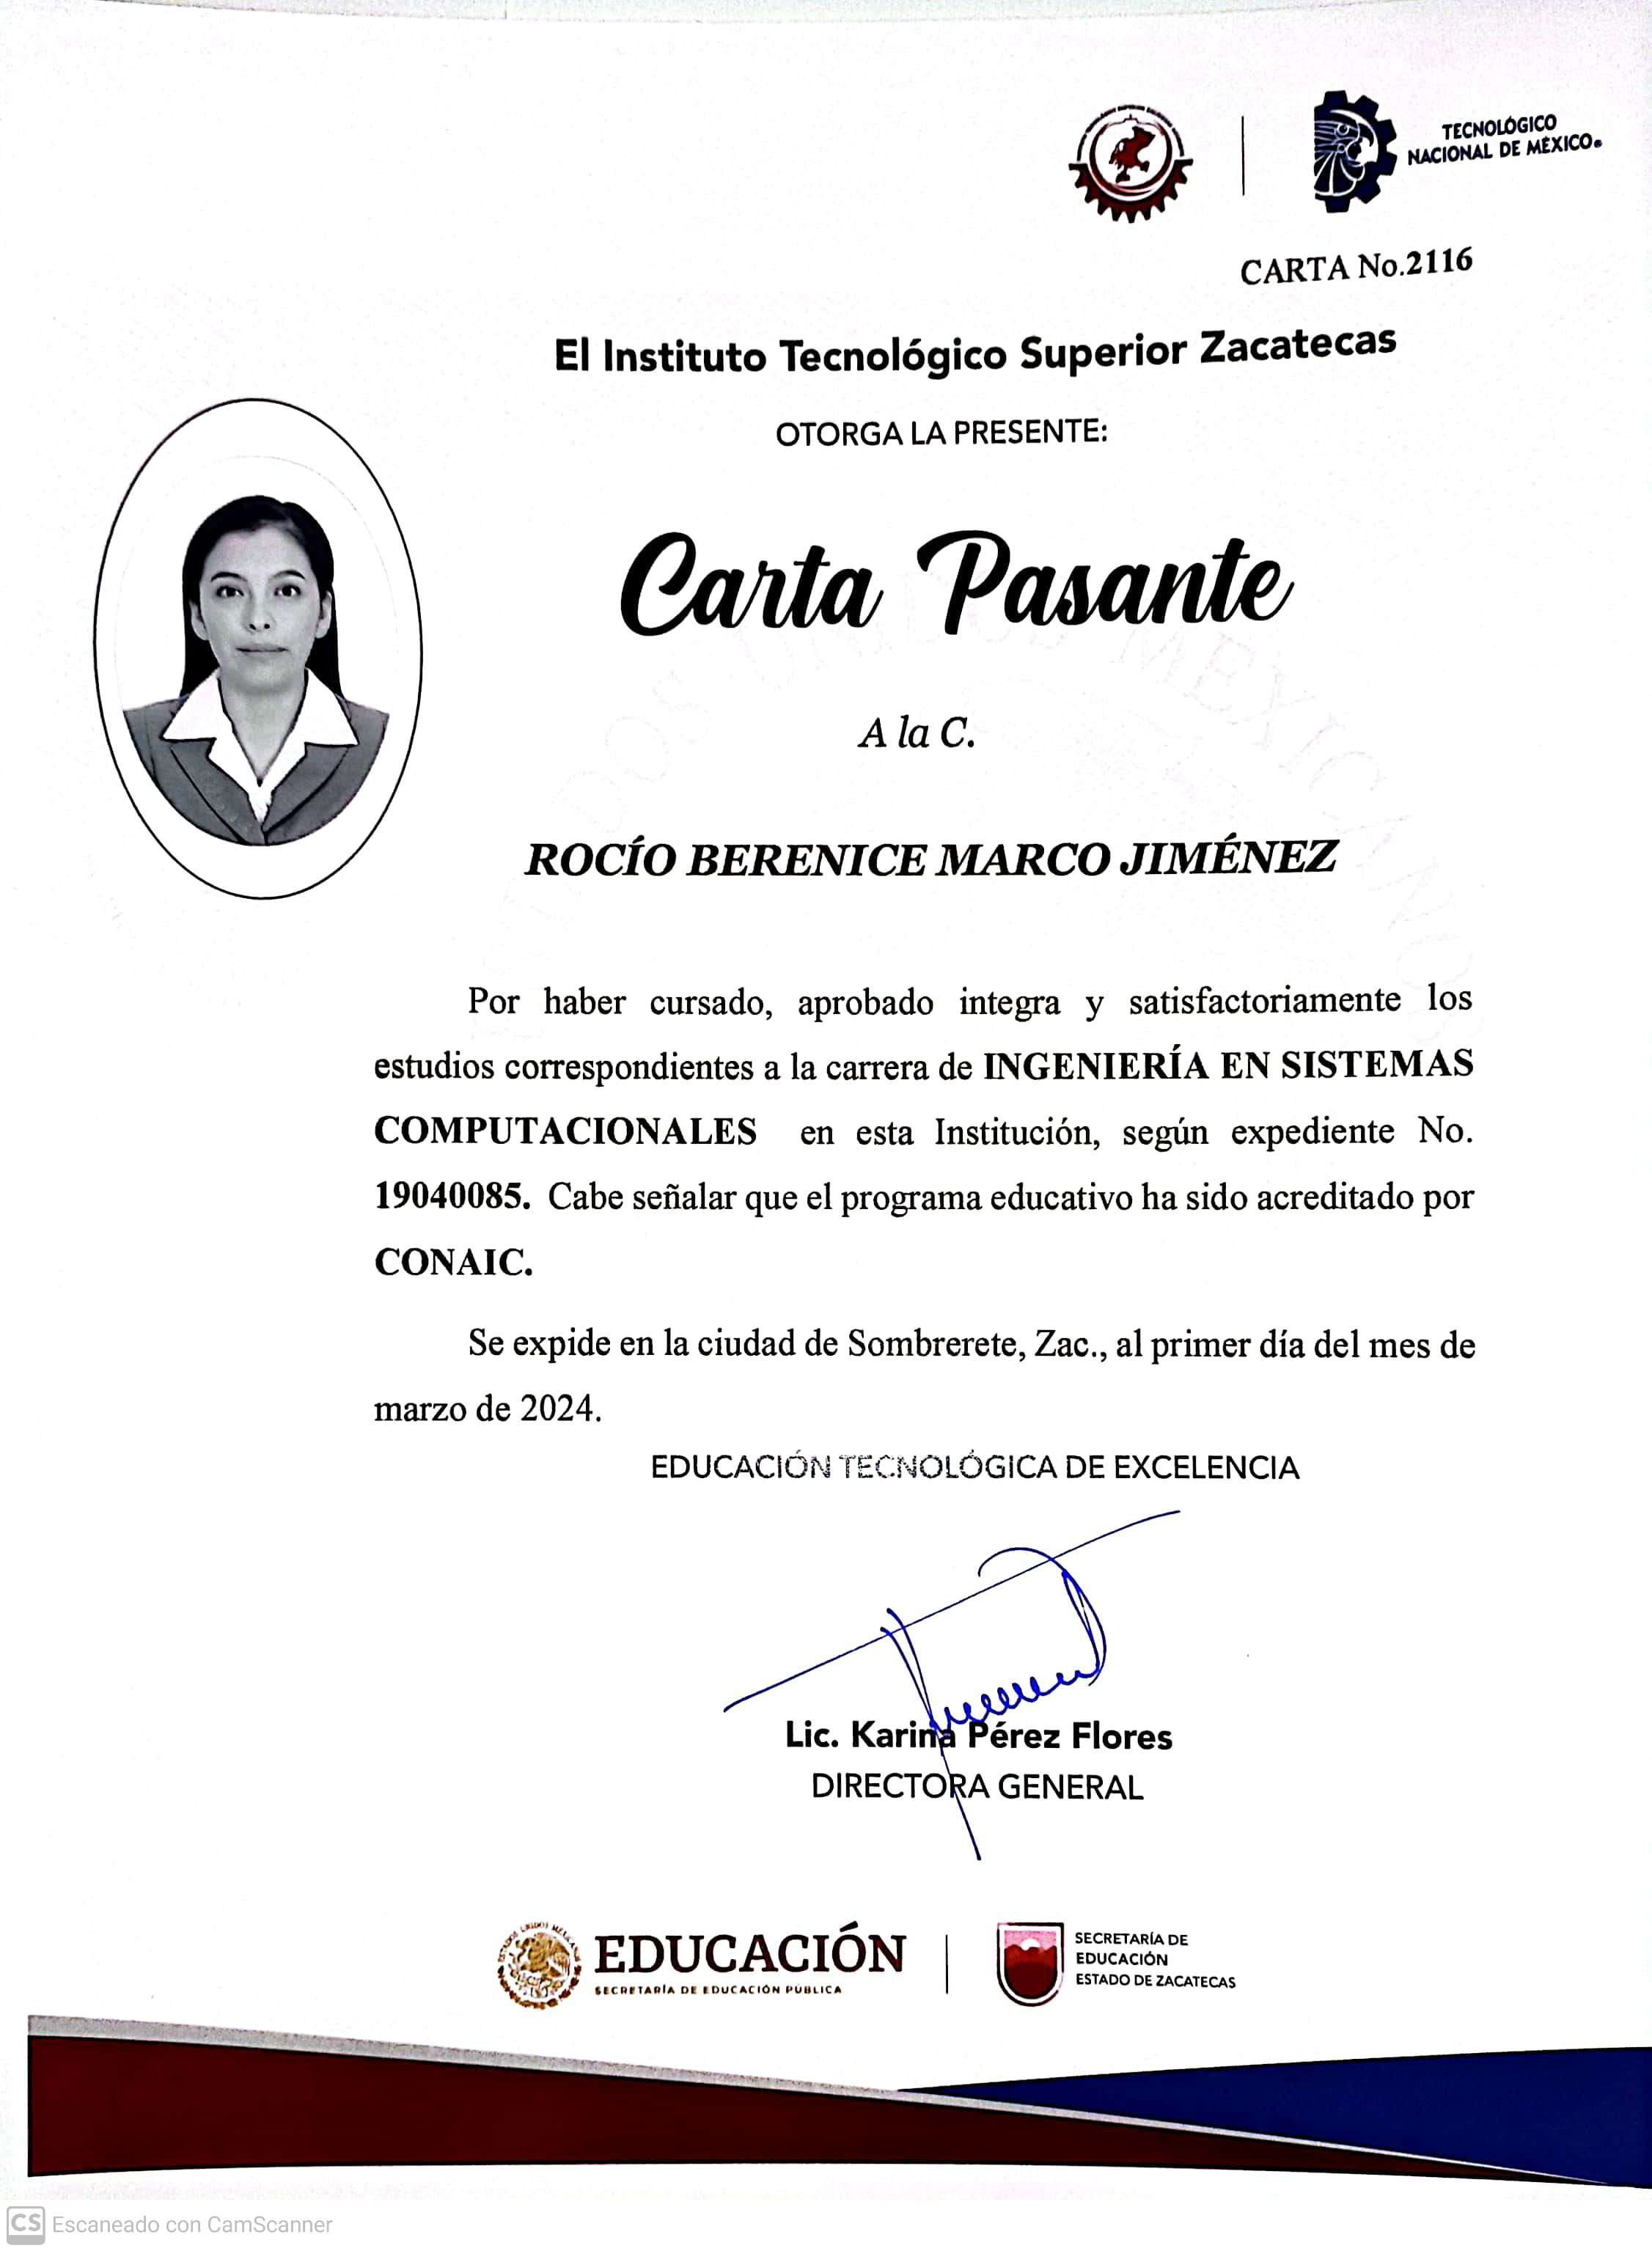 TECNOLÓGICO
NACIONAL DE MÉXICO®
CARTA No.2116
El Instituto Tecnológico Superior Zacatecas
OTORGA LA PRESENTE:
Carta Pasante
A la C.
ROCÍO BERENICE MARCO JIMÉNEZ
Por haber cursado, aprobado integra y satisfactoriamente los
estudios correspondientes a la carrera de INGENIERÍA EN SISTEMAS
COMPUTACIONALES en esta Institución, según expediente No.
19040085. Cabe señalar que el programa educativo ha sido acreditado por
CONAIC.
Se expide en la ciudad de Sombrerete, Zac., al primer día del mes de
marzo de 2024.
EDUCACIÓN TECNOLÓGICA DE EXCELENCIA
Lic. Karina Pérez Flores
DIRECTORA GENERAL
EDUCACIÓN
SECRETARÍA DE EDUCACIÓN PÚBLICA
SECRETARÍA DE
EDUCACIÓN
ESTADO DE ZACATECAS
CS Escaneado con CamScanner